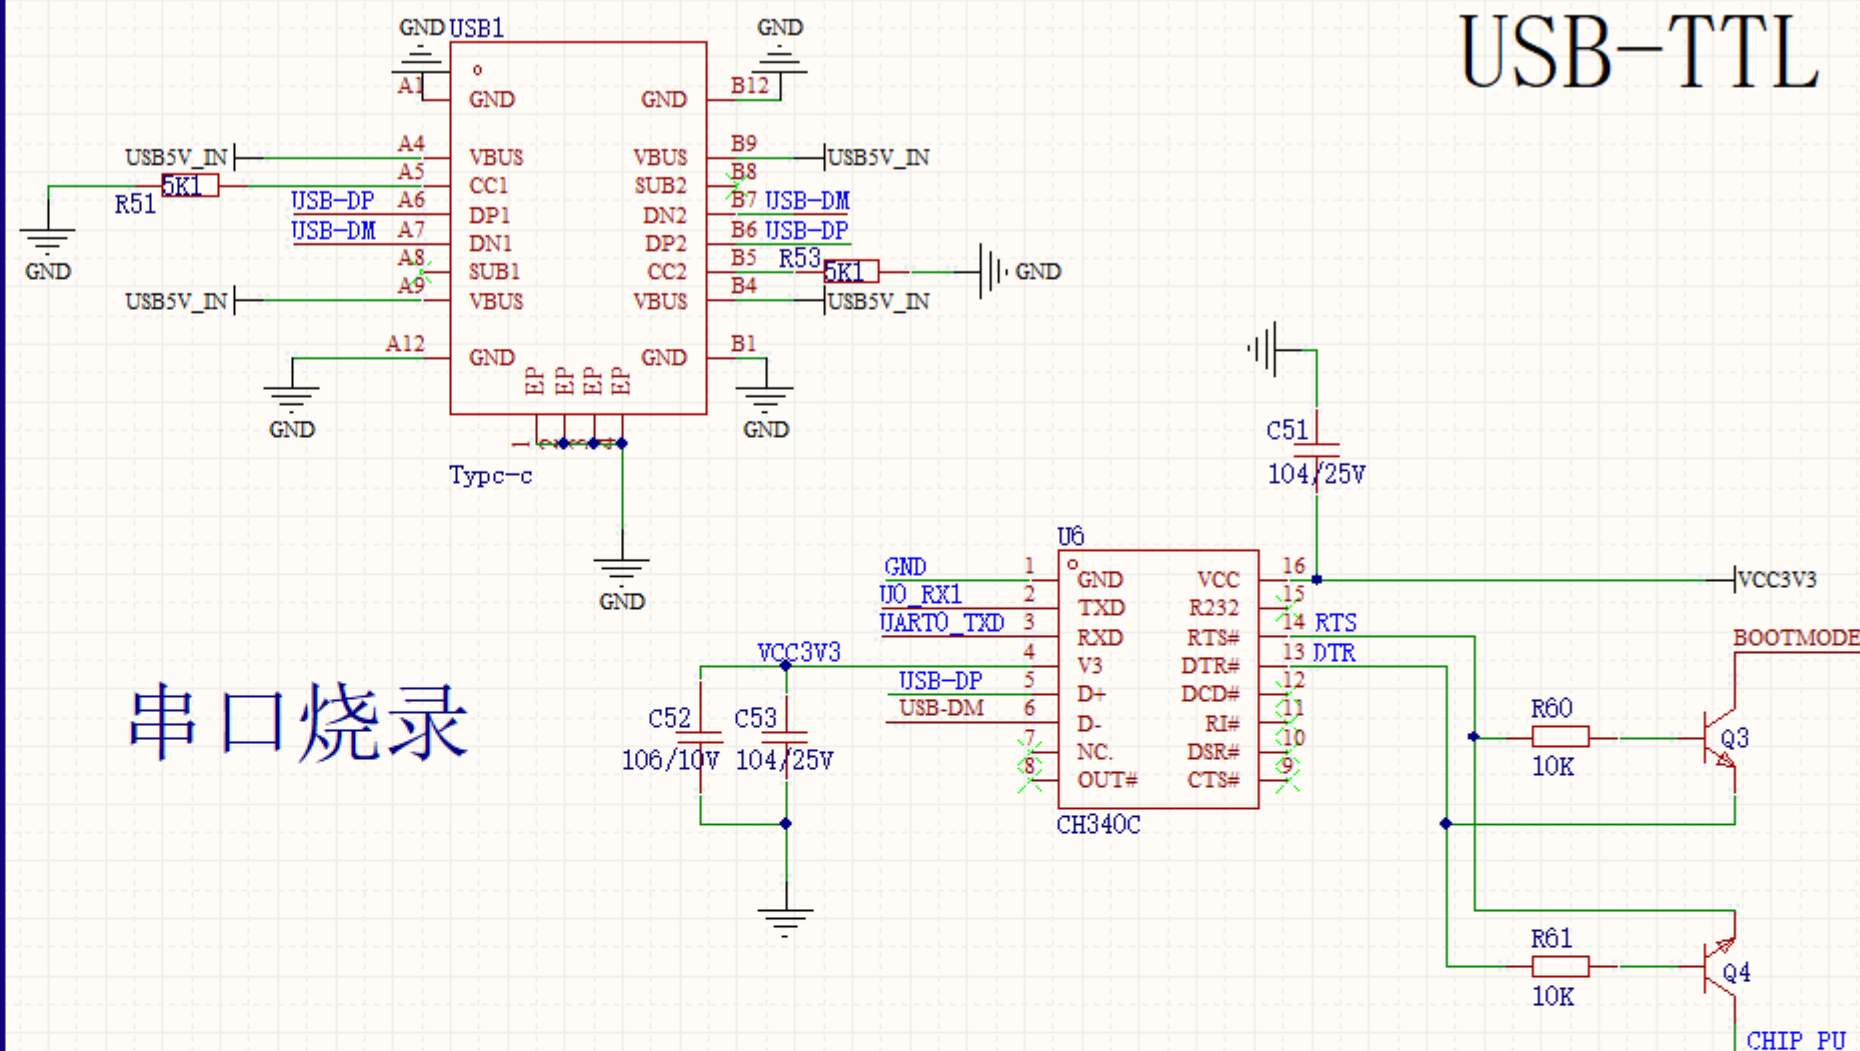 USB-TTL
GND USB1 GND
A1 GND GND B12
USB5V_IN A4 VBUS VBUS B9 USB5V_IN
R51 5K1 A5 CC1 SUB2 B8
USB-DP A6 DP1 DN2 B7 USB-DM
USB-DM A7 DN1 DP2 B6 USB-DP
A8 SUB1 CC2 B5 R53 5K1 GND
GND
USB5V_IN A9 VBUS VBUS B4 USB5V_IN
A12 GND GND B1
EP EP EP EP
GND GND
1
Typc-c
GND
C51
104/25V
U6
GND 1 GND VCC 16 VCC3V3
U0_RX1 2 TXD R232 15
UART0_TXD 3 RXD RTS# 14 RTS
VCC3V3 4 V3 DTR# 13 DTR
USB-DP 5 D+ DCD# 12
USB-DM 6 D- RI# 11
7 NC. DSR# 10
8 OUT# CTS# 9
CH340C
C52 C53
106/10V 104/25V
串口烧录
BOOTMODE
R60
10K
Q3
R61
10K
Q4
CHIP_PU